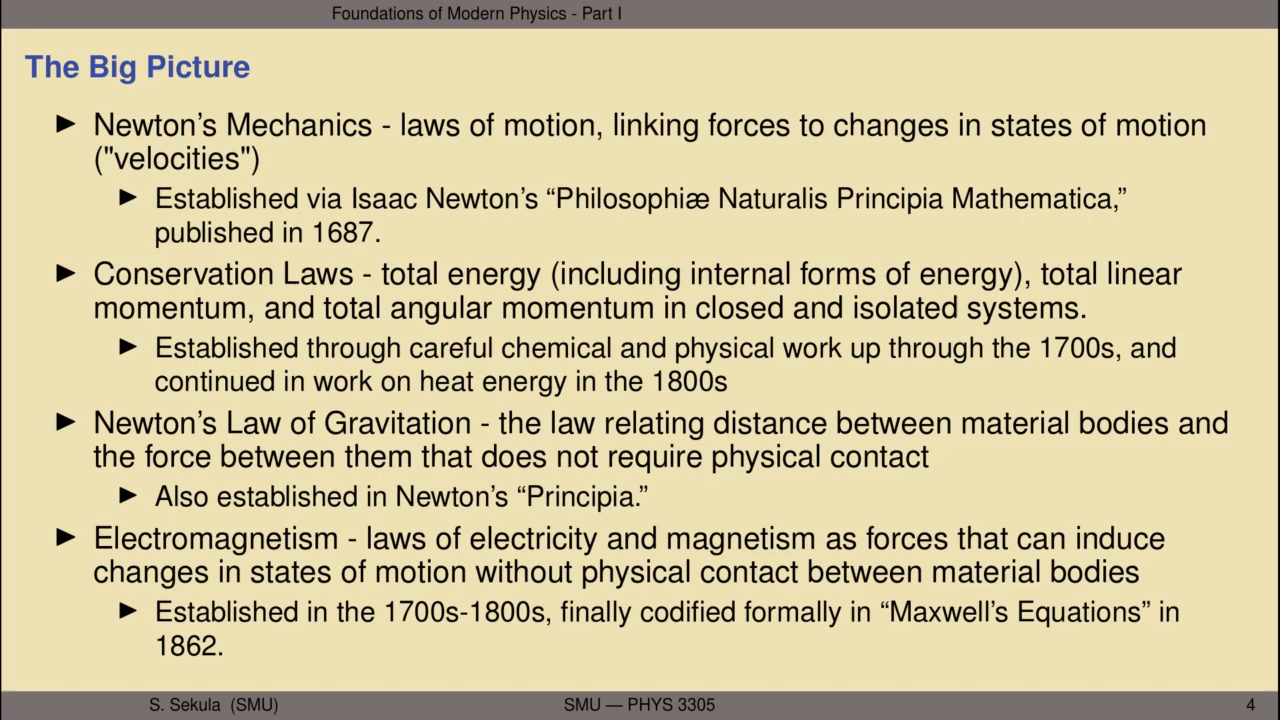 Foundations of Modern Physics - Part I
The Big Picture
▶ Newton's Mechanics - laws of motion, linking forces to changes in states of motion
("velocities")
▶ Established via Isaac Newton's “Philosophiæ Naturalis Principia Mathematica,”
published in 1687.
▶ Conservation Laws - total energy (including internal forms of energy), total linear
momentum, and total angular momentum in closed and isolated systems.
▶ Established through careful chemical and physical work up through the 1700s, and
continued in work on heat energy in the 1800s
▶ Newton's Law of Gravitation - the law relating distance between material bodies and
the force between them that does not require physical contact
▶ Also established in Newton's “Principia.”
▶ Electromagnetism - laws of electricity and magnetism as forces that can induce
changes in states of motion without physical contact between material bodies
▶ Established in the 1700s-1800s, finally codified formally in “Maxwell's Equations” in
1862.
S. Sekula (SMU) SMU — PHYS 3305 4